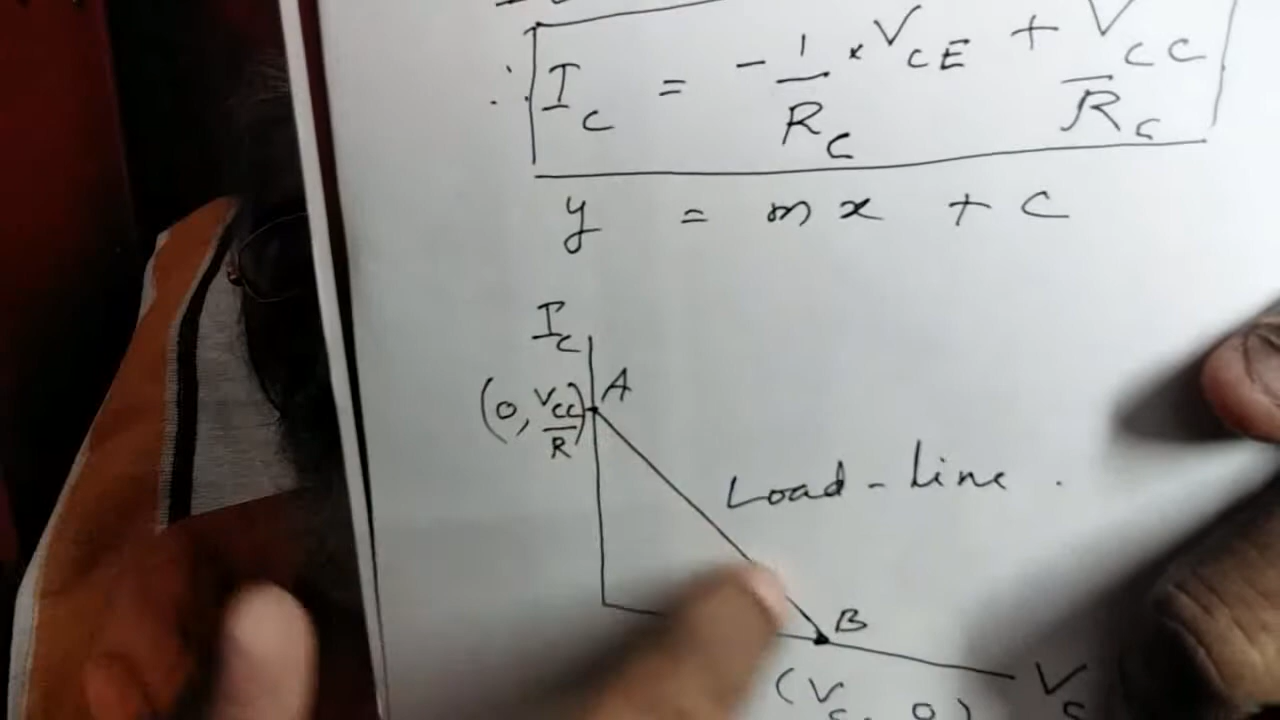 ∴ I_C = - 1/R_C × V_CE + V_CC/R_C
y = mx + c
I_C
(0, V_CC/R) A
Load-line.
B